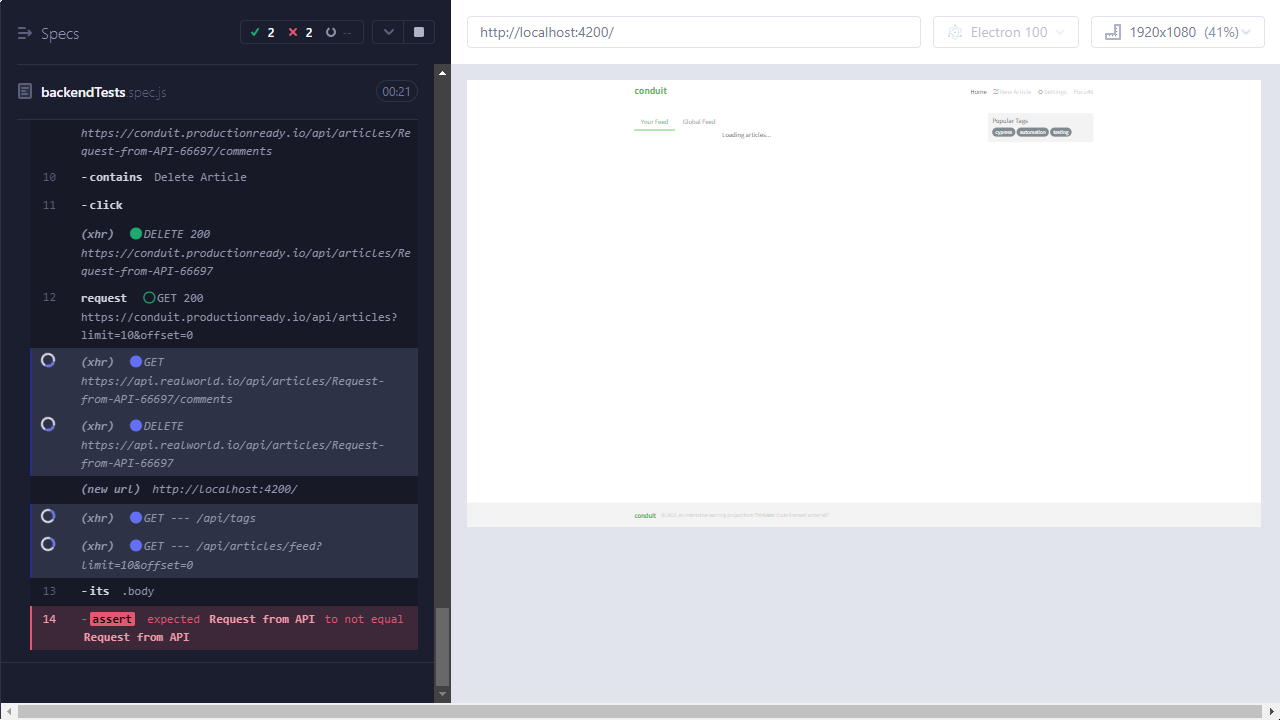 Specs
2 2 --
http://localhost:4200/
Electron 100
1920x1080 (41%)
backendTests.spec.js
00:21
https://conduit.productionready.io/api/articles/Re
quest-from-API-66697/comments
10 -contains Delete Article
11 -click
(xhr) DELETE 200
https://conduit.productionready.io/api/articles/Re
quest-from-API-66697
12 request GET 200
https://conduit.productionready.io/api/articles?
limit=10&offset=0
(xhr) GET
https://api.realworld.io/api/articles/Request-
from-API-66697/comments
(xhr) DELETE
https://api.realworld.io/api/articles/Request-
from-API-66697
(new url) http://localhost:4200/
(xhr) GET --- /api/tags
(xhr) GET --- /api/articles/feed?
limit=10&offset=0
13 -its .body
14 -assert expected Request from API to not equal
Request from API
conduit
Home New Article Settings
Your Feed Global Feed
Loading articles...
Popular Tags
cypress automation testing
conduit